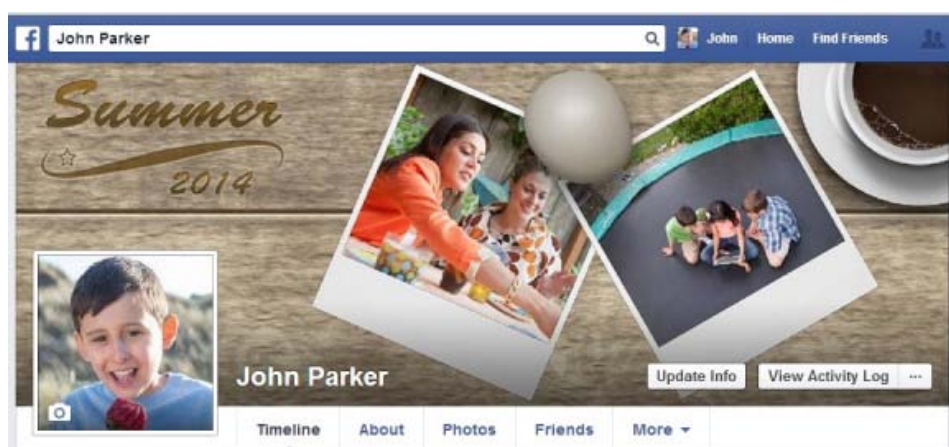 f John Parker
John Home Find Friends
Summer
2014
John Parker
Update Info View Activity Log ...
Timeline About Photos Friends More